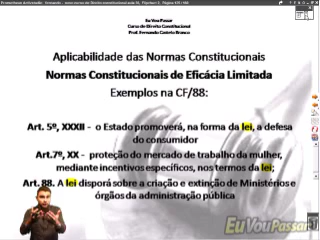 Eu Vou Passar
Curso de Direito Constitucional
Prof. Fernando Castelo Branco
Aplicabilidade das Normas Constitucionais
Normas Constitucionais de Eficácia Limitada
Exemplos na CF/88:
Art. 5º, XXXII - o Estado promoverá, na forma da lei, a defesa
do consumidor
Art.7º, XX - proteção do mercado de trabalho da mulher,
mediante incentivos específicos, nos termos da lei;
Art. 88. A lei disporá sobre a criação e extinção de Ministérios e
órgãos da administração pública
EuVouPassar